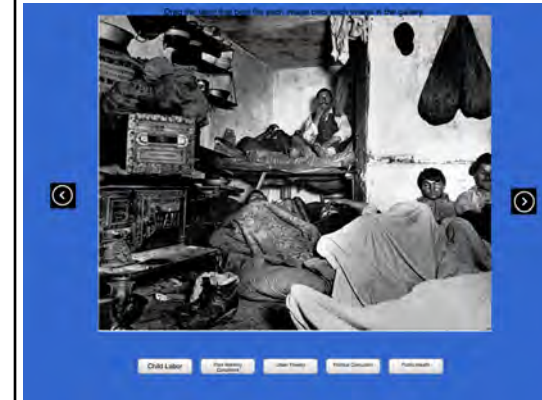 Drag the label that best fits each image onto each image in the gallery.
Child Labor
Poor Working
Conditions
Urban Poverty
Political Corruption
Public Health